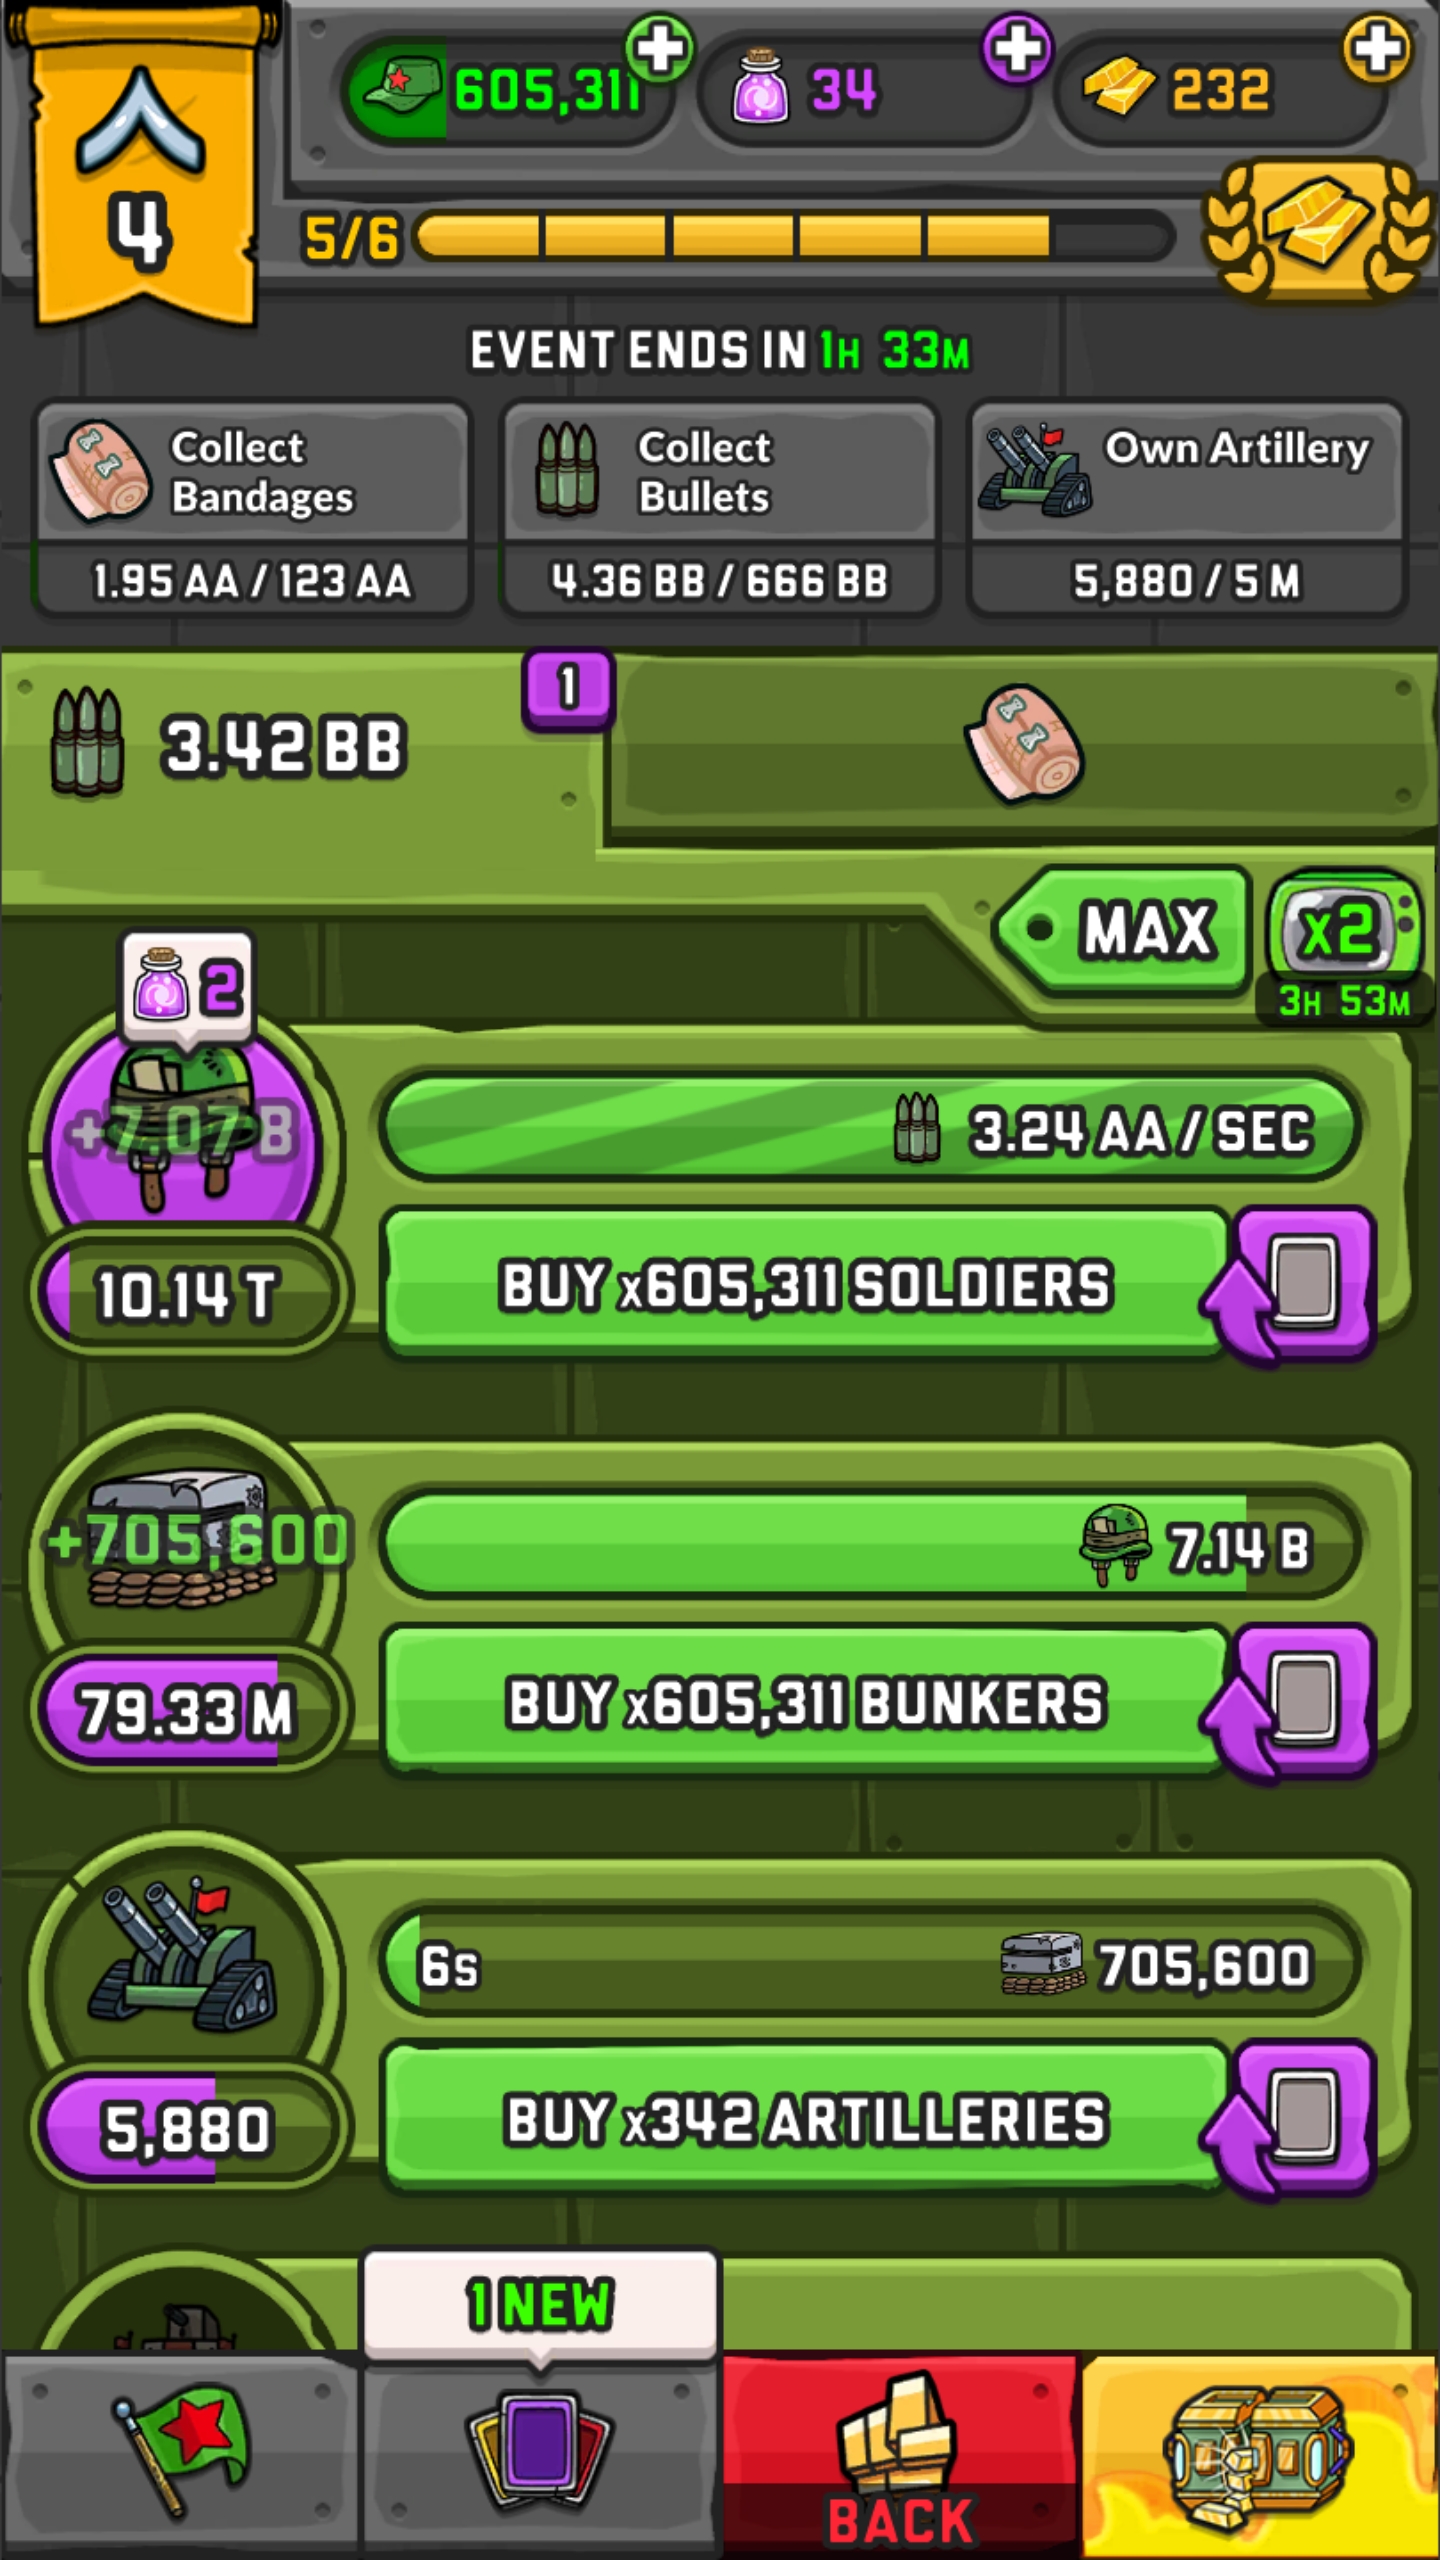 605,311
34
232
4
5/6
EVENT ENDS IN 1H 33M
Collect
Bandages
1.95 AA / 123 AA
Collect
Bullets
4.36 BB / 666 BB
Own Artillery
5,880 / 5 M
3.42 BB
1
MAX
x2
3H 53M
2
+7.07 B
3.24 AA / SEC
10.14 T
BUY x605,311 SOLDIERS
+705,600
7.14 B
79.33 M
BUY x605,311 BUNKERS
6s
705,600
5,880
BUY x342 ARTILLERIES
1 NEW
BACK